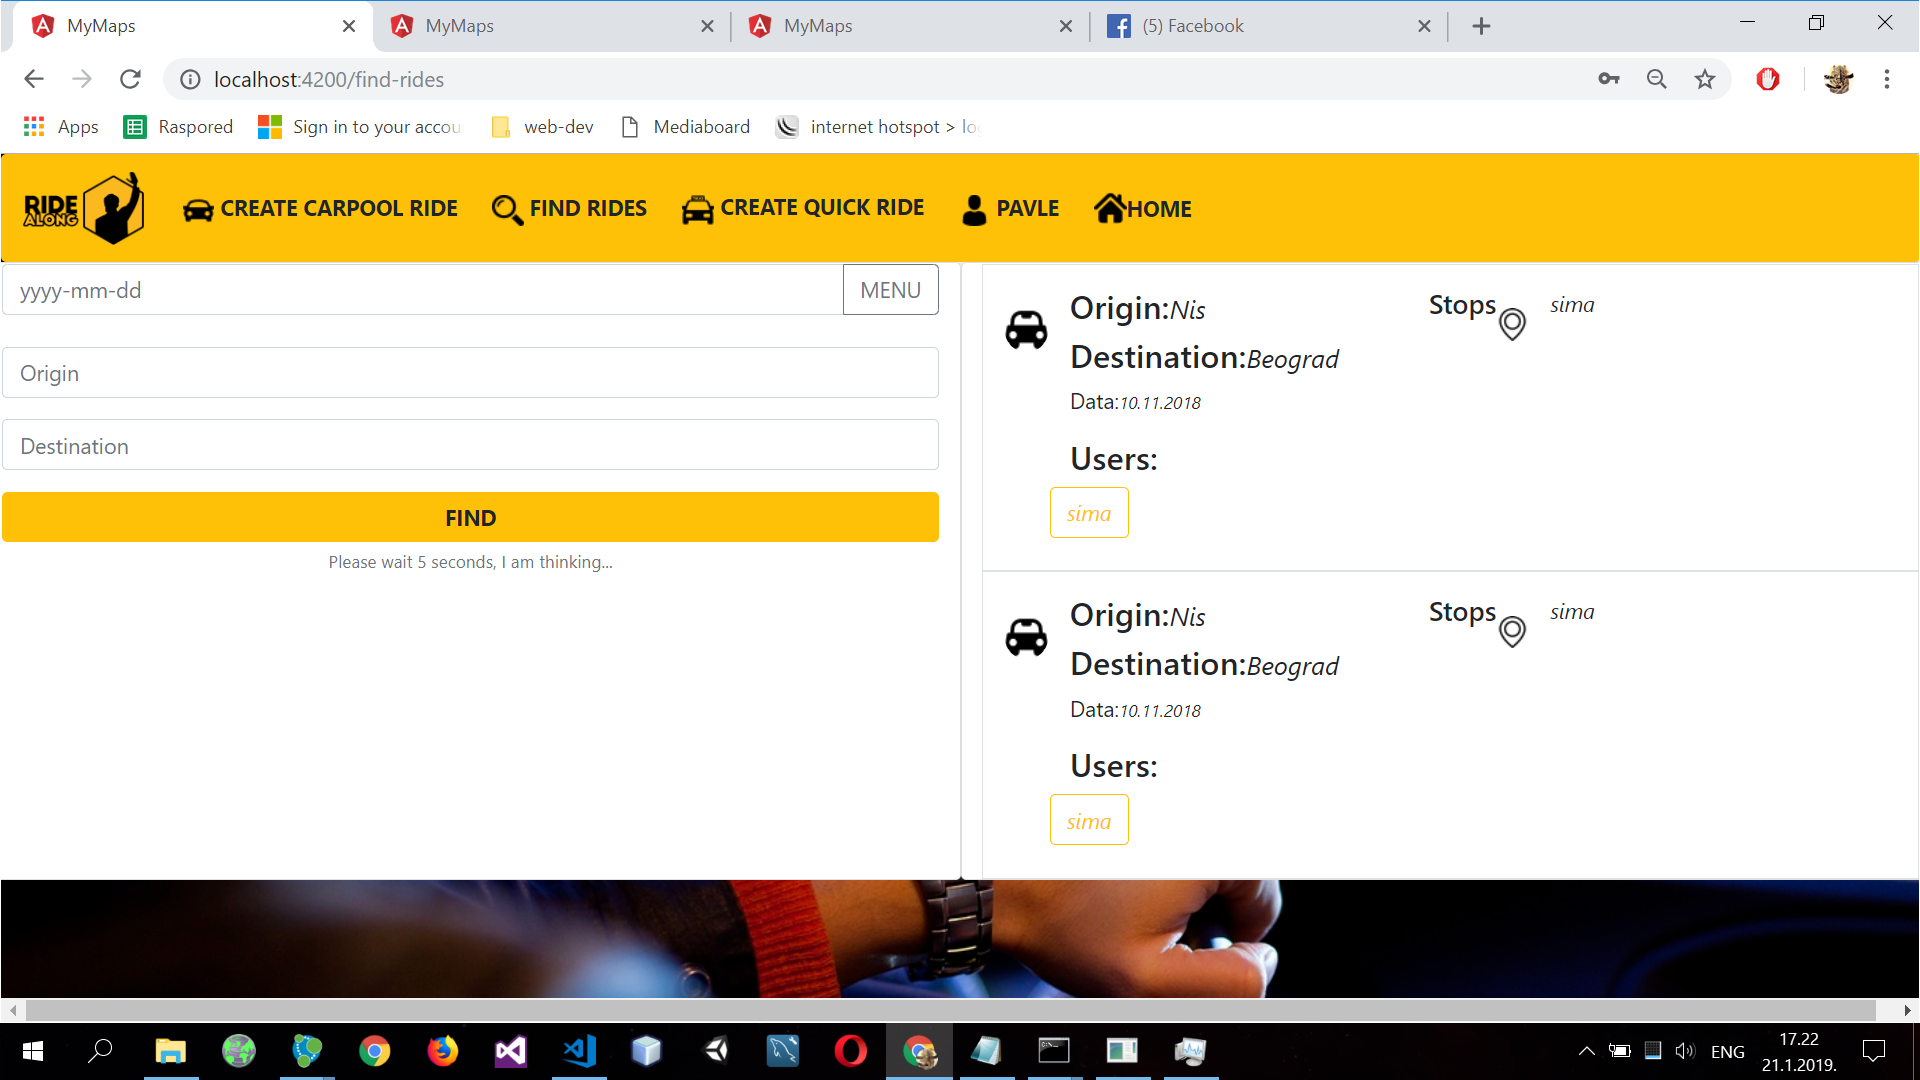 MyMaps
MyMaps
MyMaps
(5) Facebook
localhost:4200/find-rides
Apps
Raspored
Sign in to your accou
web-dev
Mediaboard
internet hotspot > lo
RIDE
ALONG
CREATE CARPOOL RIDE
FIND RIDES
CREATE QUICK RIDE
PAVLE
HOME
yyyy-mm-dd
MENU
Origin
Destination
FIND
Please wait 5 seconds, I am thinking...
Origin:Nis
Stops
sima
Destination:Beograd
Data:10.11.2018
Users:
sima
Origin:Nis
Stops
sima
Destination:Beograd
Data:10.11.2018
Users:
sima
ENG
17.22
21.1.2019.